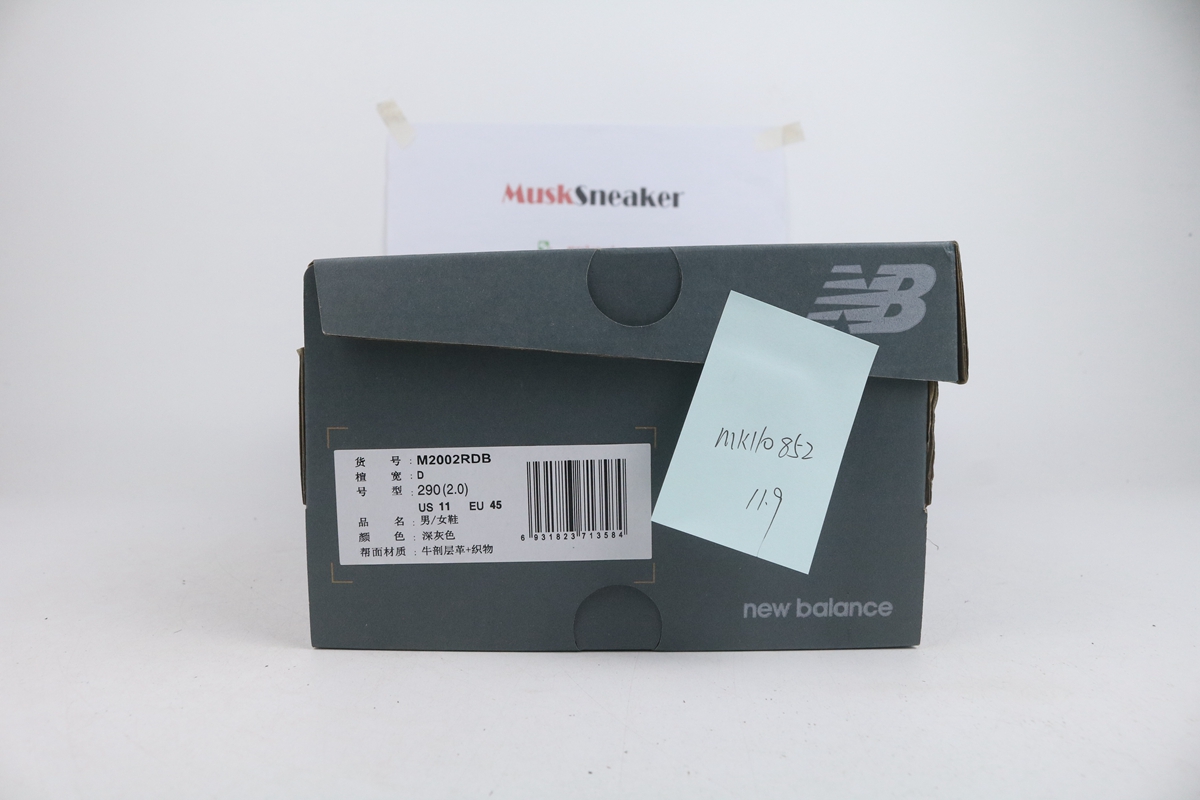 MuskSneaker
NB
货 号 : M2002RDB
楦 宽 : D
号 型 : 290(2.0)
US 11 EU 45
品 名 : 男/女鞋
颜 色 : 深灰色
帮面材质 : 牛剖层革+织物
6 931823 713584
mk110852
11.9
new balance